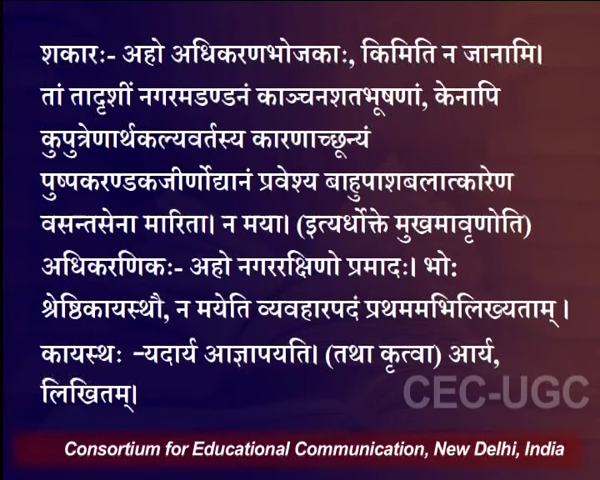 शकारः- अहो अधिकरणभोजकाः, किमिति न जानामि।
तां तादृशीं नगरमडण्डनं काञ्चनशतभूषणां, केनापि
कुपुत्रेणार्थकल्यवर्तस्य कारणाच्छून्यं
पुष्पकरण्डकजीर्णोद्यानं प्रवेश्य बाहुपाशबलात्कारेण
वसन्तसेना मारिता। न मया। (इत्यर्धोक्ते मुखमावृणोति)
अधिकरणिकः- अहो नगररक्षिणो प्रमादः। भोः
श्रेष्ठिकायस्थौ, न मयेति व्यवहारपदं प्रथममभिलिख्यताम् ।
कायस्थः -यदार्य आज्ञापयति। (तथा कृत्वा) आर्य,
लिखितम्।
CEC-UGC
Consortium for Educational Communication, New Delhi, India